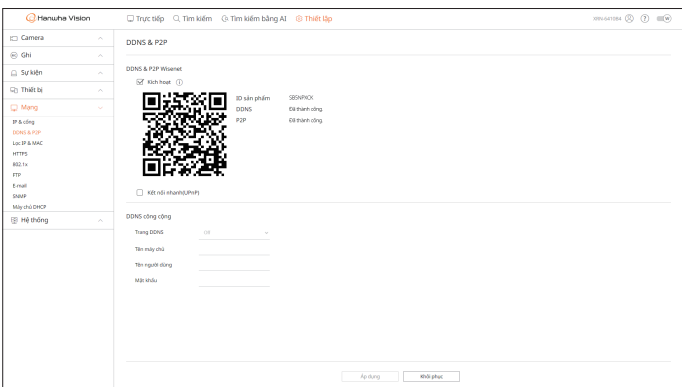 Hanwha Vision
Trực tiếp Tìm kiếm Tìm kiếm bằng AI Thiết lập
Camera
Ghi
Sự kiện
Thiết bị
Mạng
IP & cổng
DDNS & P2P
Lọc IP & MAC
HTTPS
802.1x
FTP
E-mail
SNMP
Máy chủ DHCP
Hệ thống
DDNS & P2P
DDNS & P2P Wisenet
Kích hoạt
ID sản phẩm SBSNPXCK
DDNS Đã thành công.
P2P Đã thành công.
Kết nối nhanh(UPnP)
DDNS công cộng
Trang DDNS Off
Tên máy chủ
Tên người dùng
Mật khẩu
Áp dụng Khôi phục